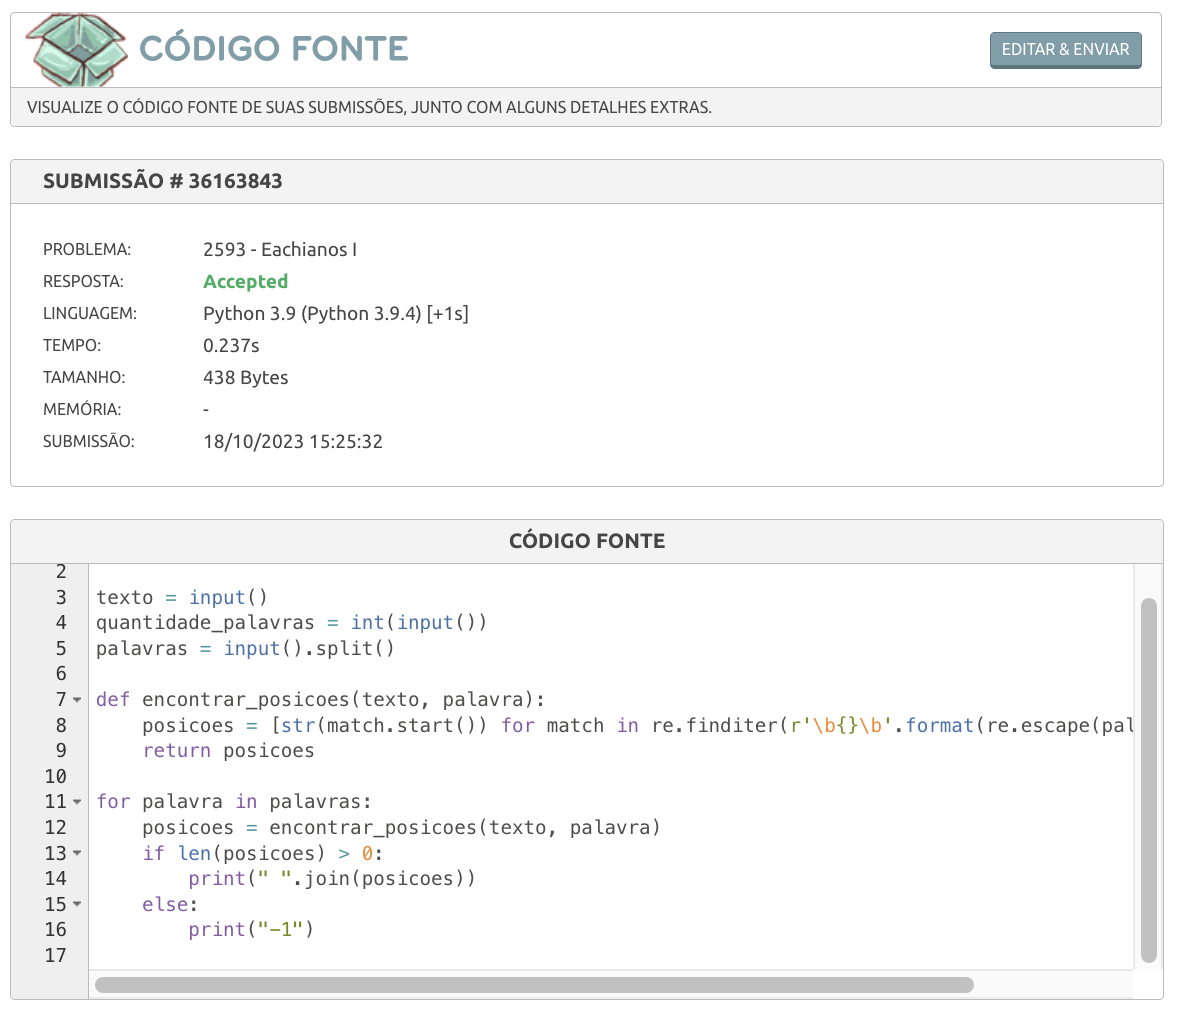 CÓDIGO FONTE
EDITAR & ENVIAR
VISUALIZE O CÓDIGO FONTE DE SUAS SUBMISSÕES, JUNTO COM ALGUNS DETALHES EXTRAS.
SUBMISSÃO # 36163843
PROBLEMA: 2593 - Eachianos I
RESPOSTA: Accepted
LINGUAGEM: Python 3.9 (Python 3.9.4) [+1s]
TEMPO: 0.237s
TAMANHO: 438 Bytes
MEMÓRIA: -
SUBMISSÃO: 18/10/2023 15:25:32
CÓDIGO FONTE
2
3 texto = input()
4 quantidade_palavras = int(input())
5 palavras = input().split()
6
7 def encontrar_posicoes(texto, palavra):
8     posicoes = [str(match.start()) for match in re.finditer(r'\b{}\b'.format(re.escape(pal
9     return posicoes
10
11 for palavra in palavras:
12     posicoes = encontrar_posicoes(texto, palavra)
13     if len(posicoes) > 0:
14         print(" ".join(posicoes))
15     else:
16         print("-1")
17